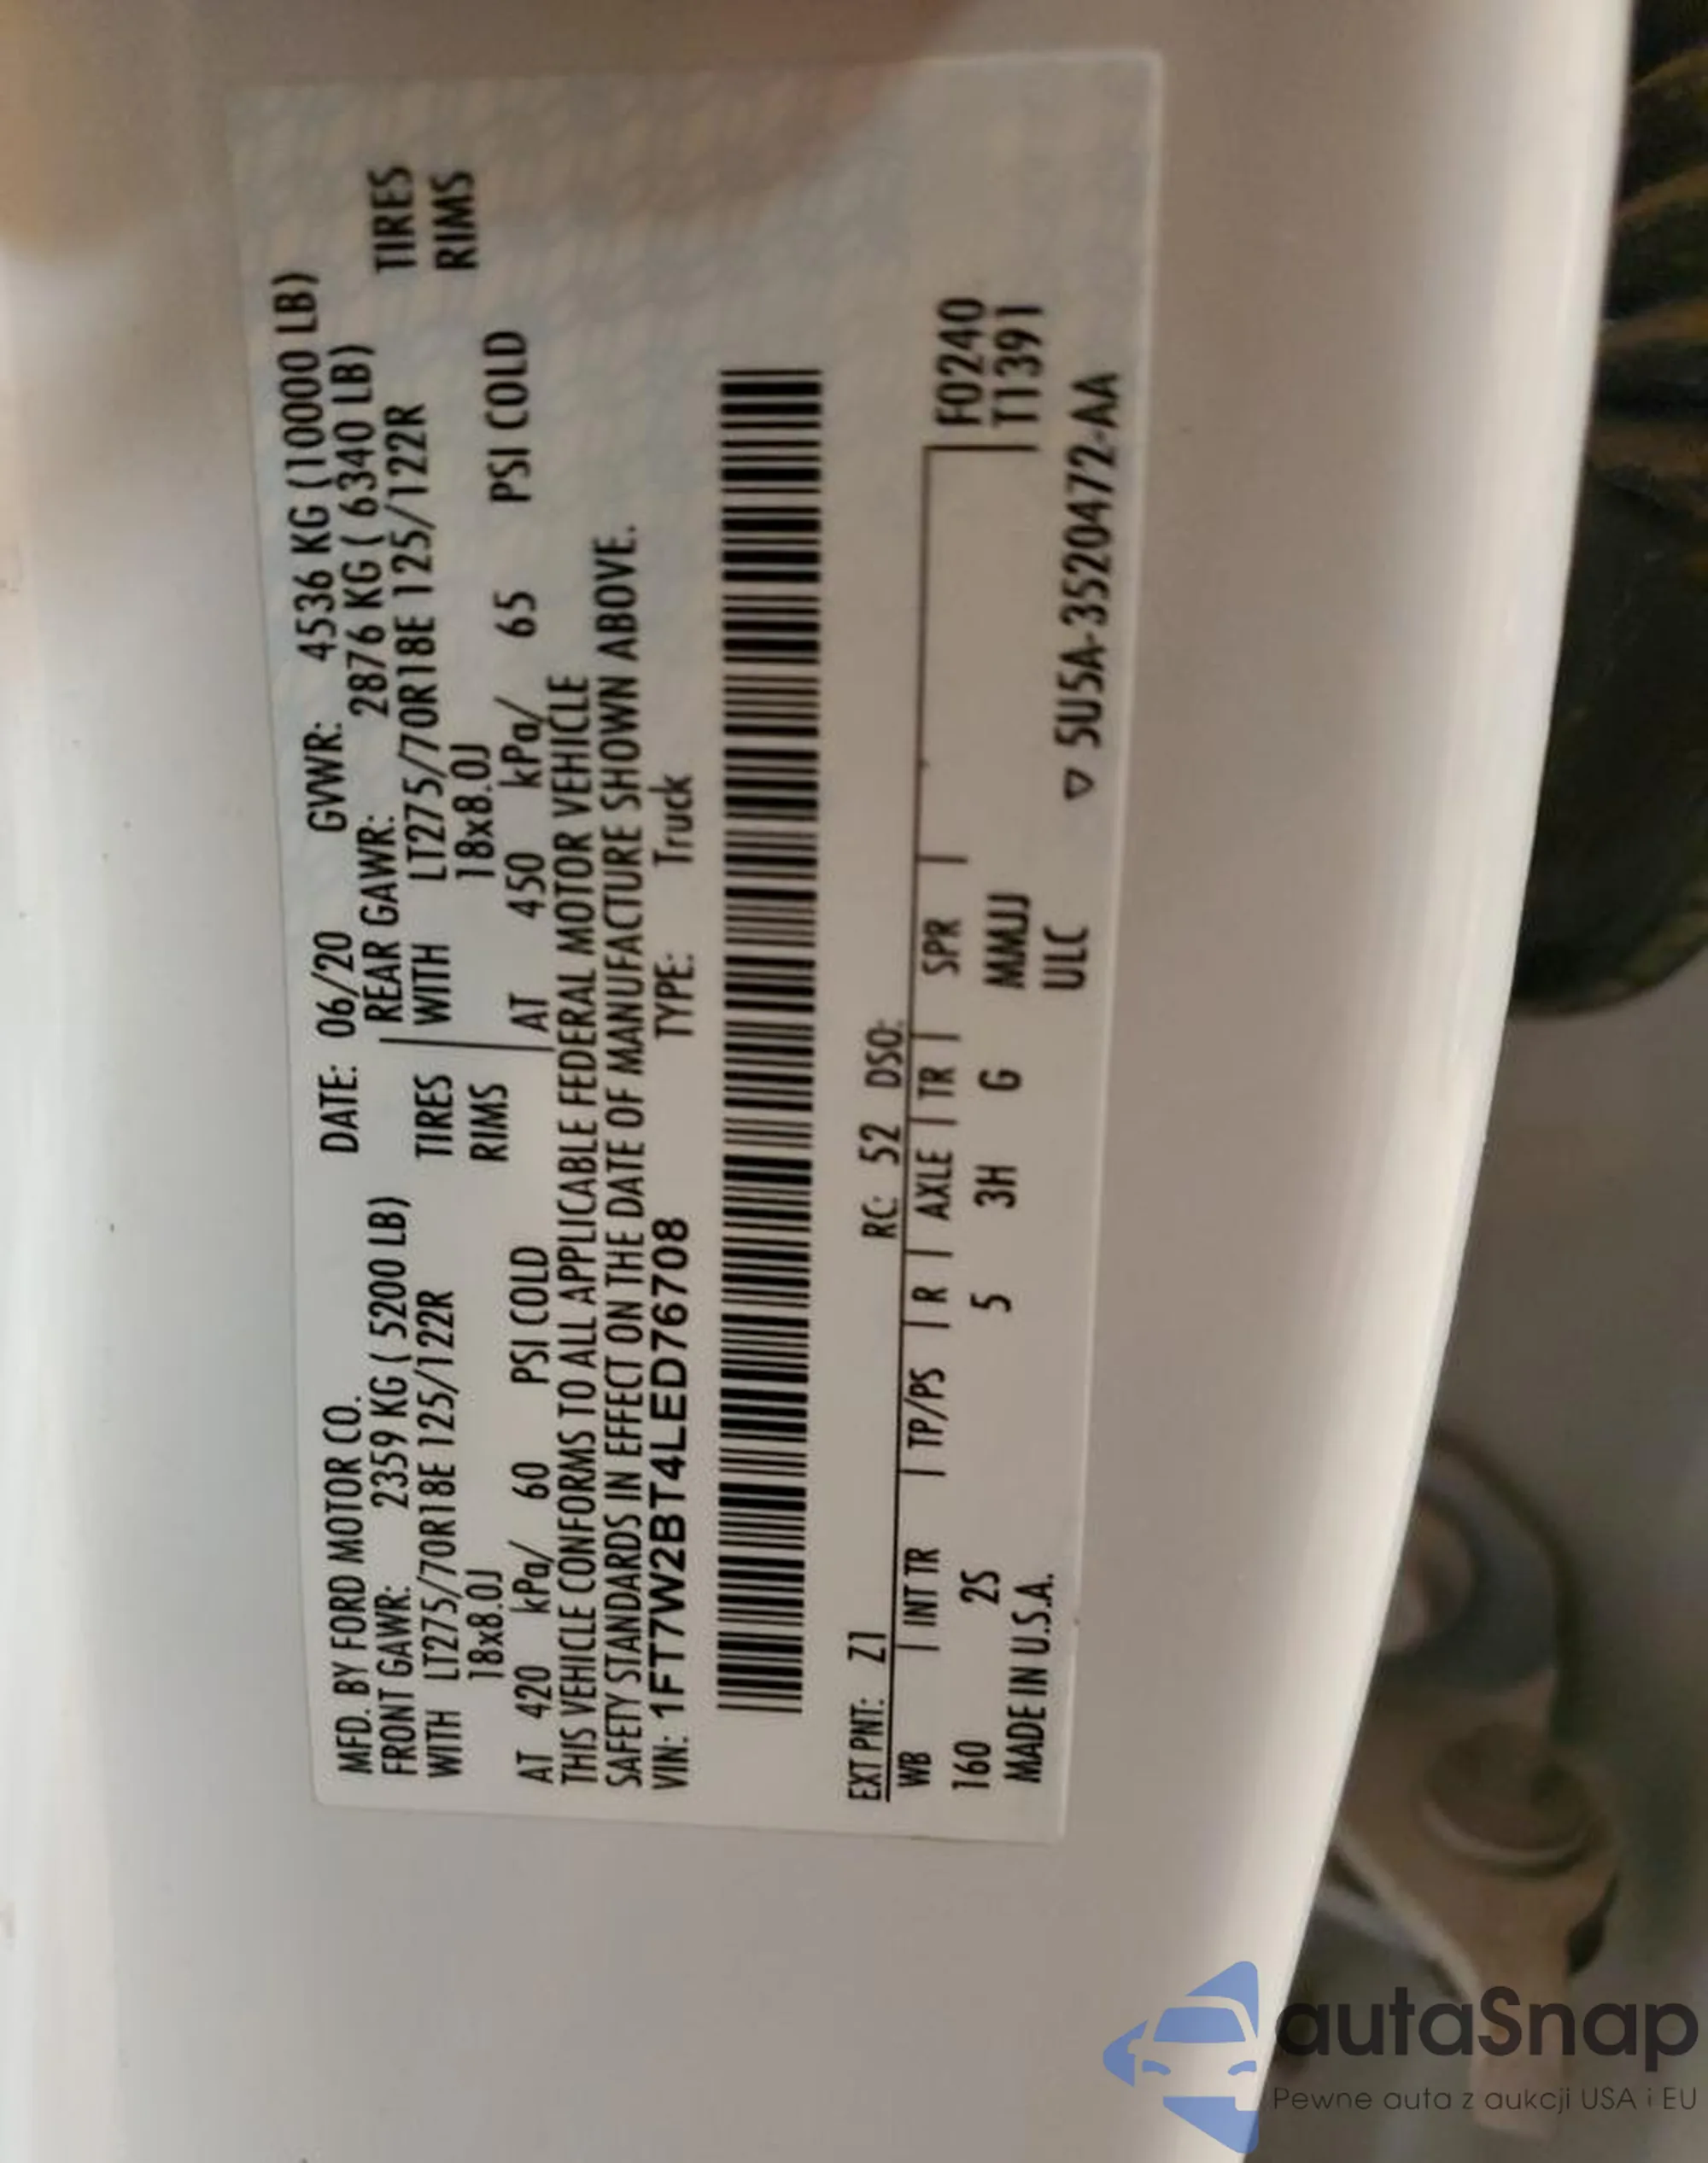 MFD. BY FORD MOTOR CO. DATE: 06/20 GVWR: 4536 KG (10000 LB)
FRONT GAWR: 2359 KG ( 5200 LB) REAR GAWR: 2876 KG ( 6340 LB)
WITH LT275/70R18E 125/122R TIRES WITH LT275/70R18E 125/122R TIRES
18x8.0J RIMS 18x8.0J RIMS
AT 420 kPa/ 60 PSI COLD AT 450 kPa/ 65 PSI COLD
THIS VEHICLE CONFORMS TO ALL APPLICABLE FEDERAL MOTOR VEHICLE
SAFETY STANDARDS IN EFFECT ON THE DATE OF MANUFACTURE SHOWN ABOVE.
VIN: 1FT7W2BT4LED76708 TYPE: Truck
EXT PNT: Z1 RC: 52 DSO:
WB | INT TR | TP/PS | R | AXLE | TR | SPR | F0240
160 2S 5 3H G MMUJ T1391
MADE IN U.S.A. ULC
▽ 5U5A-3520472-AA
autaSnap
Pewne auta z aukcji USA i EU